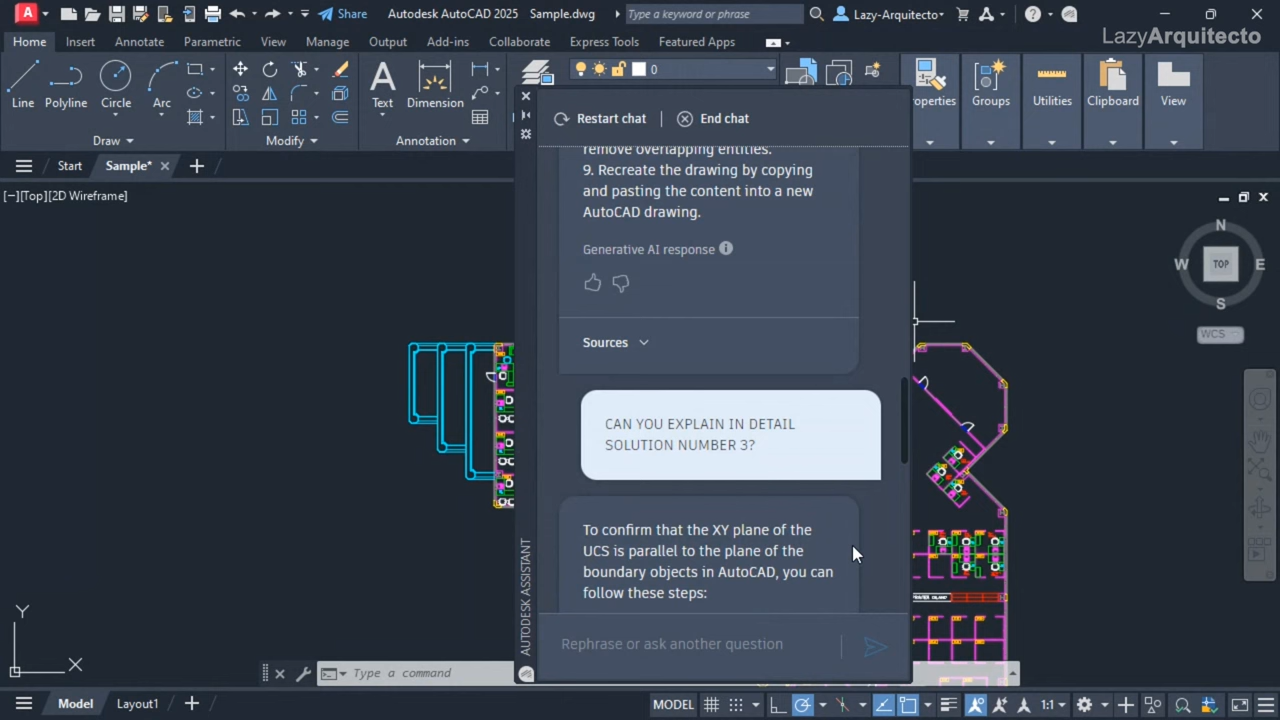 A Share Autodesk AutoCAD 2025 Sample.dwg Type a keyword or phrase Lazy-Arquitecto
LazyArquitecto
Home Insert Annotate Parametric View Manage Output Add-ins Collaborate Express Tools Featured Apps
0
Line Polyline Circle Arc Text Dimension operties Groups Utilities Clipboard View
Draw Modify Annotation
Start Sample*
[−][Top][2D Wireframe]
Restart chat | End chat
remove overlapping entities.
9. Recreate the drawing by copying
and pasting the content into a new
AutoCAD drawing.
Generative AI response
Sources
CAN YOU EXPLAIN IN DETAIL
SOLUTION NUMBER 3?
To confirm that the XY plane of the
UCS is parallel to the plane of the
boundary objects in AutoCAD, you can
follow these steps:
Rephrase or ask another question
AUTODESK ASSISTANT
N
W TOP E
S
WCS
Y
X
Type a command
Model Layout1 MODEL 1:1